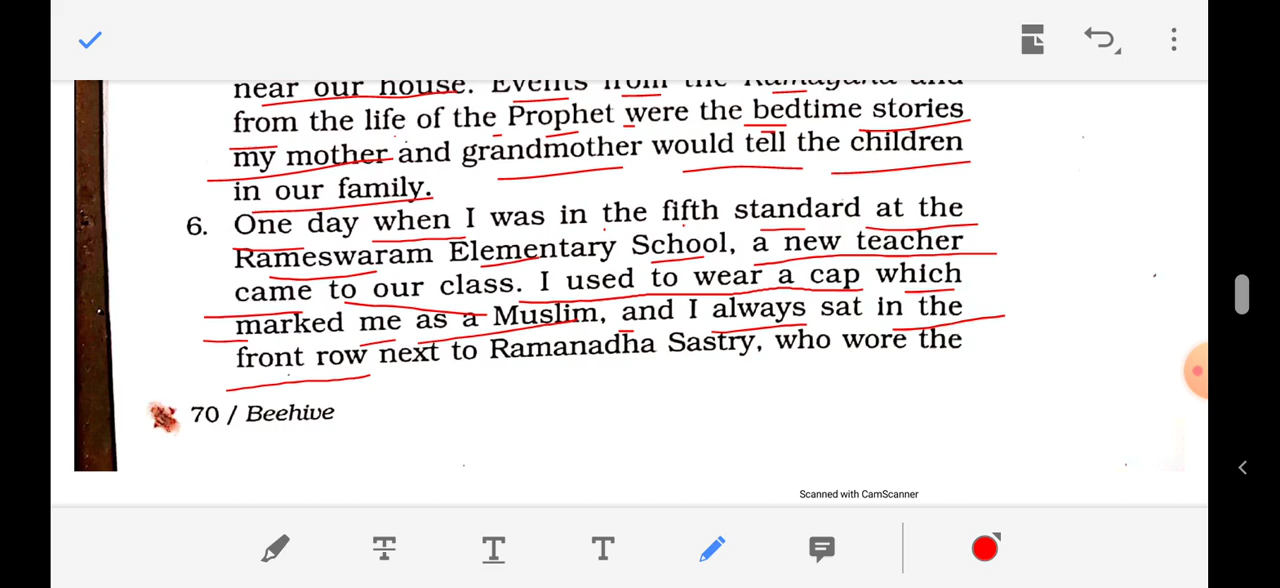 near our house. Events from the Ramayana and
from the life of the Prophet were the bedtime stories
my mother and grandmother would tell the children
in our family.
6. One day when I was in the fifth standard at the
Rameswaram Elementary School, a new teacher
came to our class. I used to wear a cap which
marked me as a Muslim, and I always sat in the
front row next to Ramanadha Sastry, who wore the
70 / Beehive
Scanned with CamScanner